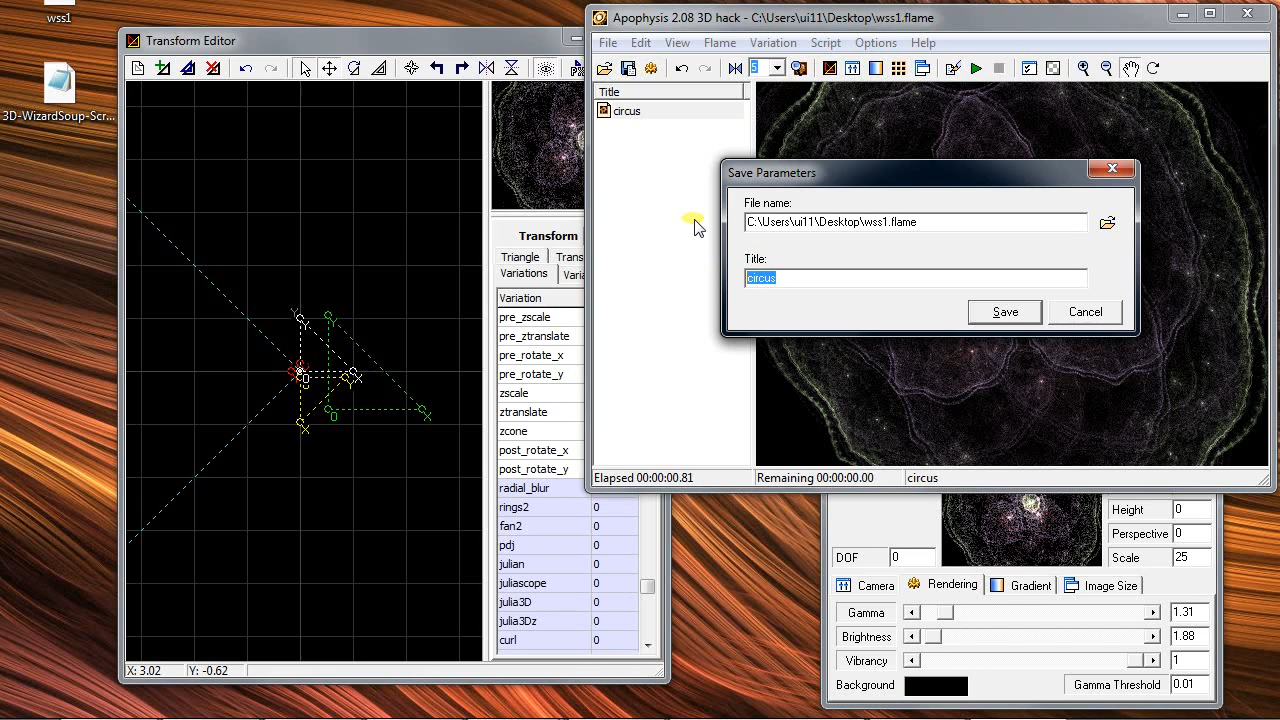 wss1
3D-WizardSoup-Scr...
Transform Editor
Transform
Triangle
Trans
Variations
Varia
Variation
pre_zscale
pre_ztranslate
pre_rotate_x
pre_rotate_y
zscale
ztranslate
zcone
post_rotate_x
post_rotate_y
radial_blur
rings2 0
fan2 0
pdj 0
julian 0
juliascope 0
julia3D 0
julia3Dz 0
curl 0
X: 3.02 Y: -0.62
Apophysis 2.08 3D hack - C:\Users\ui11\Desktop\wss1.flame
File Edit View Flame Variation Script Options Help
5
Title
circus
Save Parameters
File name:
C:\Users\ui11\Desktop\wss1.flame
Title:
circus
Save Cancel
Elapsed 00:00:00.81 Remaining 00:00:00.00 circus
Height 0
Perspective 0
DOF 0 Scale 25
Camera Rendering Gradient Image Size
Gamma 1.31
Brightness 1.88
Vibrancy 1
Background Gamma Threshold 0.01